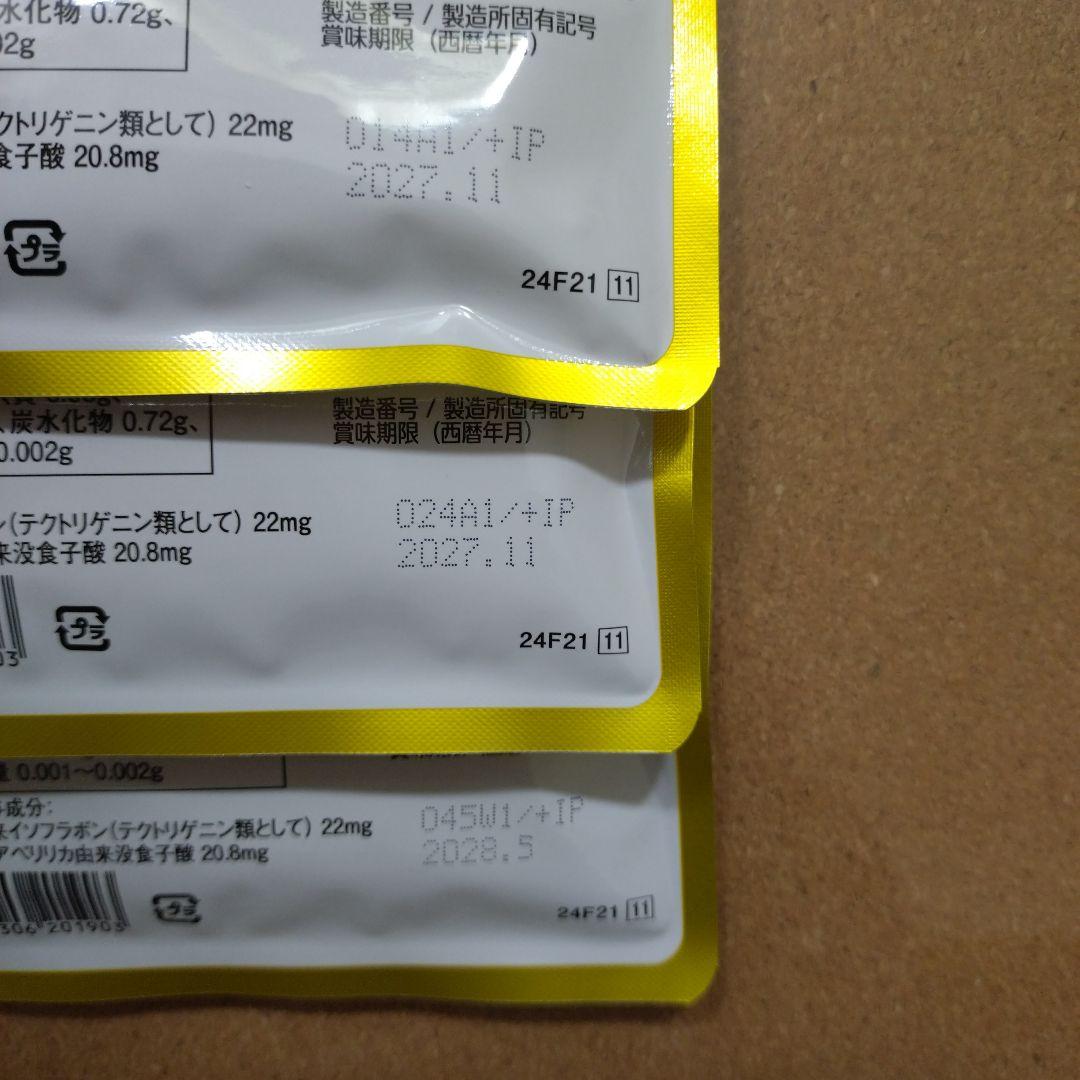 水化物 0.72g、
02g
製造番号 / 製造所固有記号
賞味期限（西暦年月）
クトリゲニン類として）22mg
食子酸 20.8mg
014A1/+IP
2027.11
プラ
24F21 11
、炭水化物 0.72g、
0.002g
製造番号 / 製造所固有記号
賞味期限（西暦年月）
ン（テクトリゲニン類として）22mg
来没食子酸 20.8mg
024A1/+IP
2027.11
03
プラ
24F21 11
量 0.001～0.002g
成分：
来イソフラボン（テクトリゲニン類として）22mg
アベリリカ由来没食子酸 20.8mg
045W1/+IP
2028.5
306 201903
プラ
24F21 11